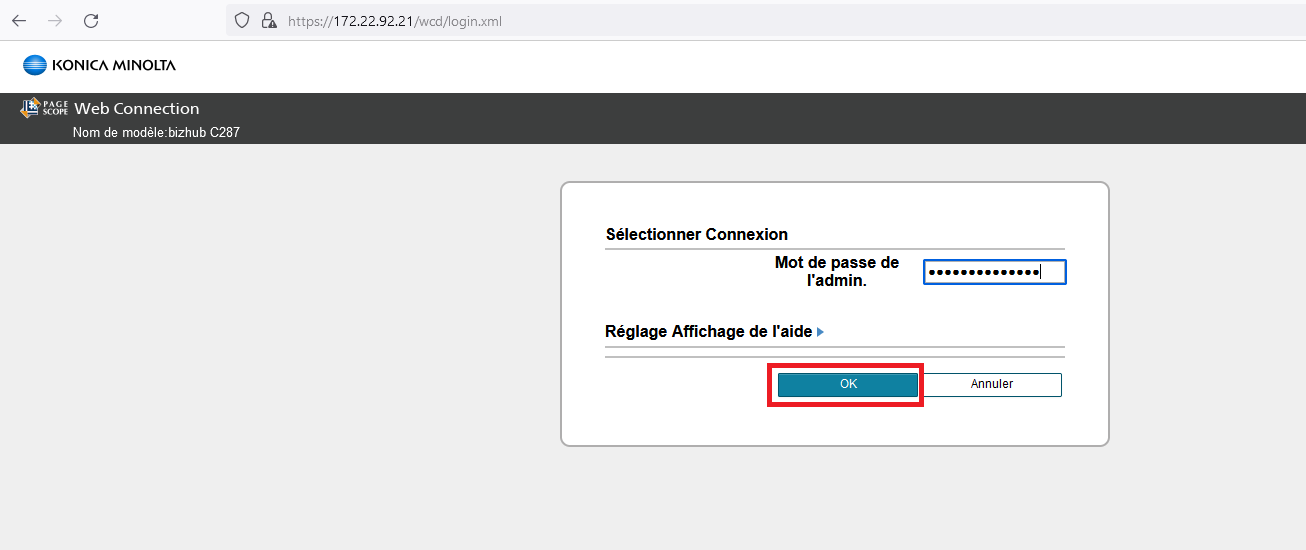 https://172.22.92.21/wcd/login.xml
KONICA MINOLTA
PAGE SCOPE Web Connection
Nom de modèle:bizhub C287
Sélectionner Connexion
Mot de passe de
l'admin.
••••••••••••••
Réglage Affichage de l'aide
OK
Annuler